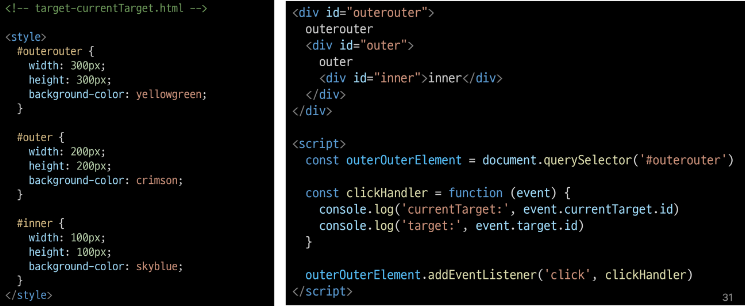 <!-- target-currentTarget.html -->
<style>
#outerouter {
width: 300px;
height: 300px;
background-color: yellowgreen;
}
#outer {
width: 200px;
height: 200px;
background-color: crimson;
}
#inner {
width: 100px;
height: 100px;
background-color: skyblue;
}
</style>
<div id="outerouter">
outerouter
<div id="outer">
outer
<div id="inner">inner</div>
</div>
</div>
<script>
const outerOuterElement = document.querySelector('#outerouter')
const clickHandler = function (event) {
console.log('currentTarget:', event.currentTarget.id)
console.log('target:', event.target.id)
}
outerOuterElement.addEventListener('click', clickHandler)
</script>
31